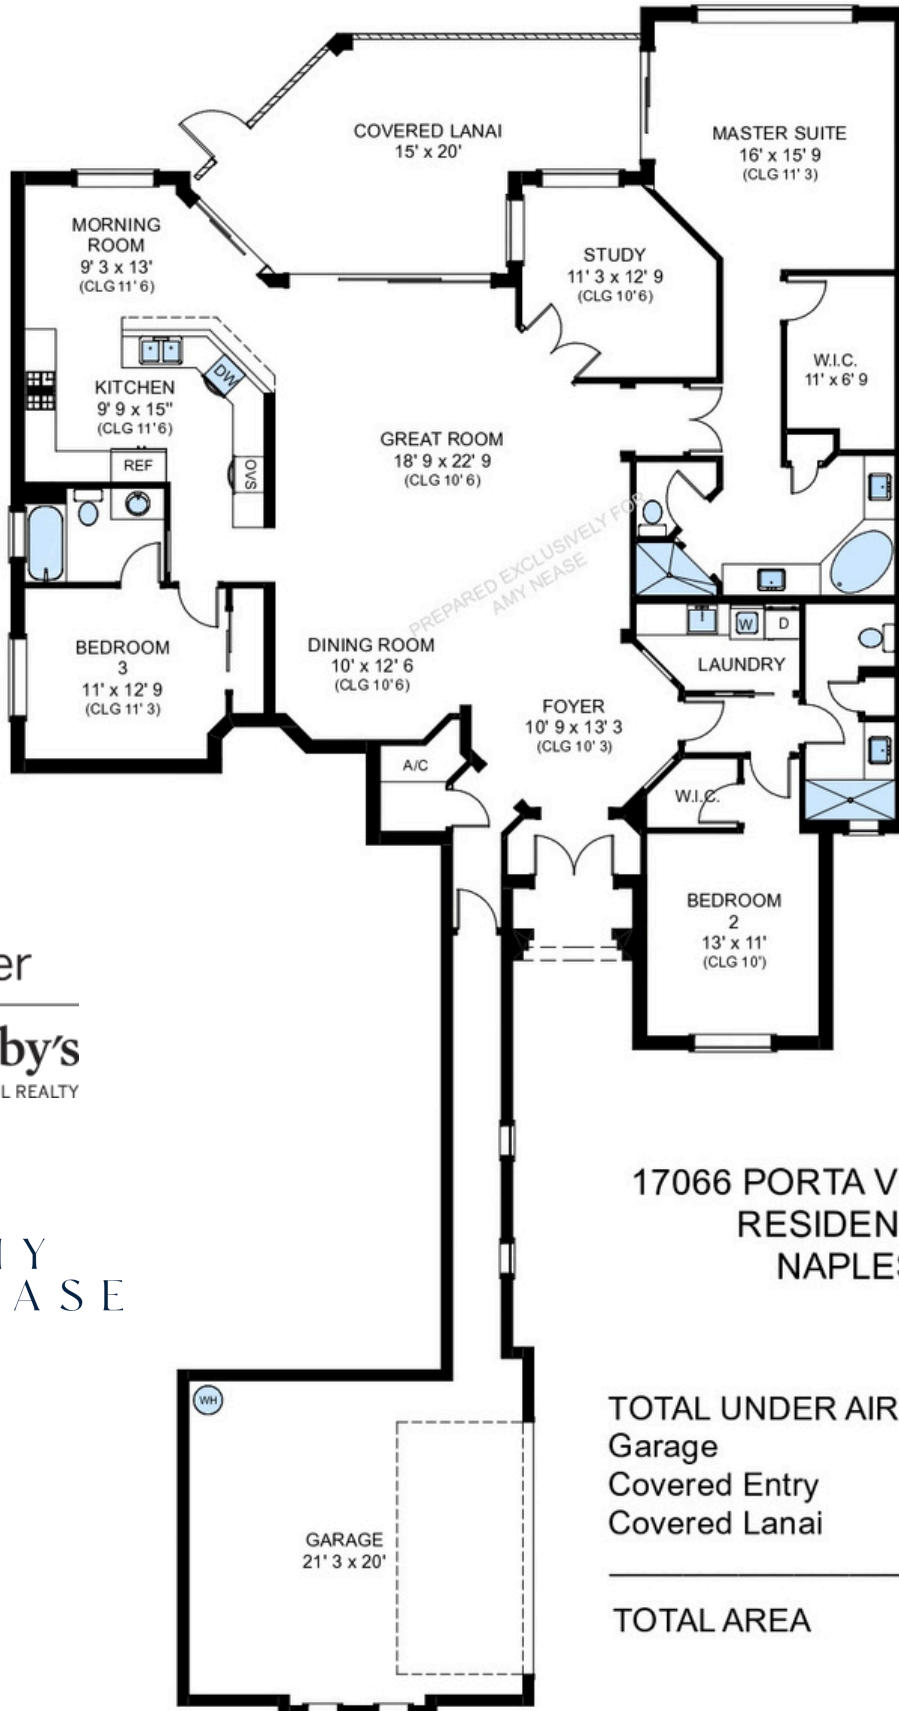 COVERED LANAI
15' x 20'
MASTER SUITE
16' x 15' 9
(CLG 11' 3)
MORNING
ROOM
9' 3 x 13'
(CLG 11' 6)
STUDY
11' 3 x 12' 9
(CLG 10' 6)
W.I.C.
11' x 6' 9
DW
KITCHEN
9' 9 x 15"
(CLG 11' 6)
REF
OVS
GREAT ROOM
18' 9 x 22' 9
(CLG 10' 6)
PREPARED EXCLUSIVELY FOR
AMY NEASE
W
D
LAUNDRY
BEDROOM
3
11' x 12' 9
(CLG 11' 3)
DINING ROOM
10' x 12' 6
(CLG 10' 6)
FOYER
10' 9 x 13' 3
(CLG 10' 3)
A/C
W.I.C.
BEDROOM
2
13' x 11'
(CLG 10')
er
by's
L REALTY
17066 PORTA V
RESIDEN
NAPLES
Y
ASE
WH
GARAGE
21' 3 x 20'
TOTAL UNDER AIR
Garage
Covered Entry
Covered Lanai
TOTAL AREA